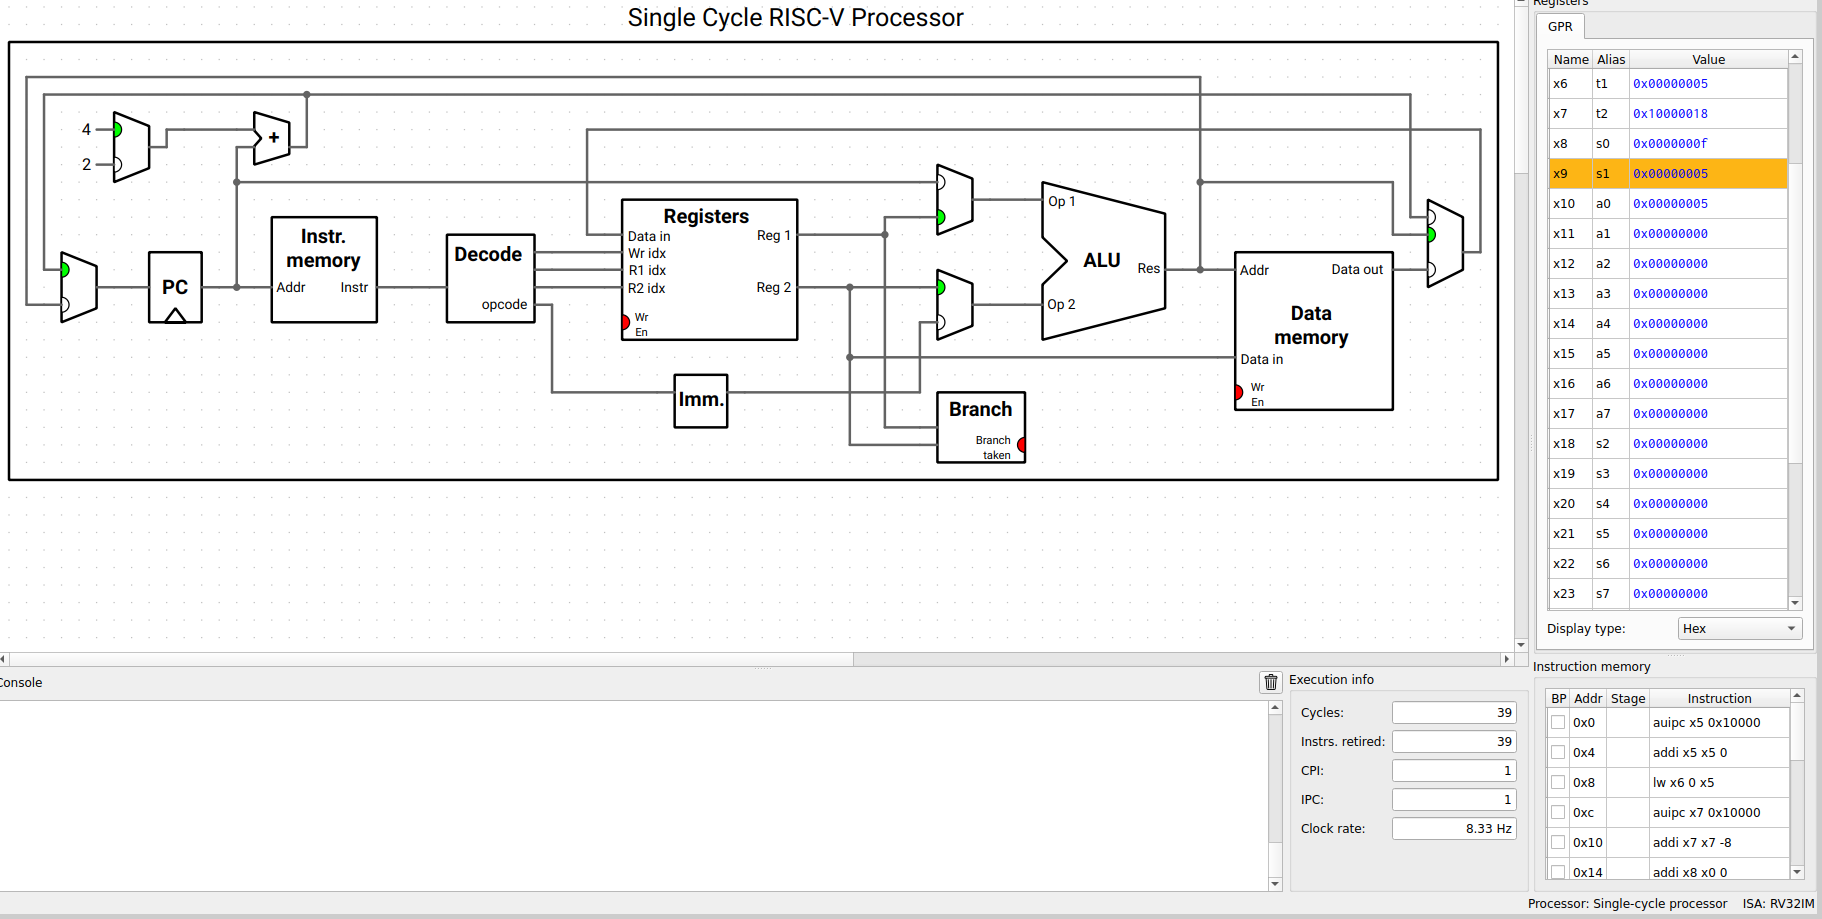 Single Cycle RISC-V Processor
4
2
+
PC
Instr.
memory
Addr
Instr
Decode
opcode
Registers
Data in
Wr idx
R1 idx
R2 idx
Wr
En
Reg 1
Reg 2
Imm.
Branch
Branch
taken
Op 1
Op 2
ALU
Res
Addr
Data out
Data
memory
Data in
Wr
En
Registers
GPR
Name Alias Value
x6 t1 0x00000005
x7 t2 0x10000018
x8 s0 0x0000000f
x9 s1 0x00000005
x10 a0 0x00000005
x11 a1 0x00000000
x12 a2 0x00000000
x13 a3 0x00000000
x14 a4 0x00000000
x15 a5 0x00000000
x16 a6 0x00000000
x17 a7 0x00000000
x18 s2 0x00000000
x19 s3 0x00000000
x20 s4 0x00000000
x21 s5 0x00000000
x22 s6 0x00000000
x23 s7 0x00000000
Display type: Hex
Console
Execution info
Cycles: 39
Instrs. retired: 39
CPI: 1
IPC: 1
Clock rate: 8.33 Hz
Instruction memory
BP Addr Stage Instruction
0x0 auipc x5 0x10000
0x4 addi x5 x5 0
0x8 lw x6 0 x5
0xc auipc x7 0x10000
0x10 addi x7 x7 -8
0x14 addi x8 x0 0
Processor: Single-cycle processor ISA: RV32IM